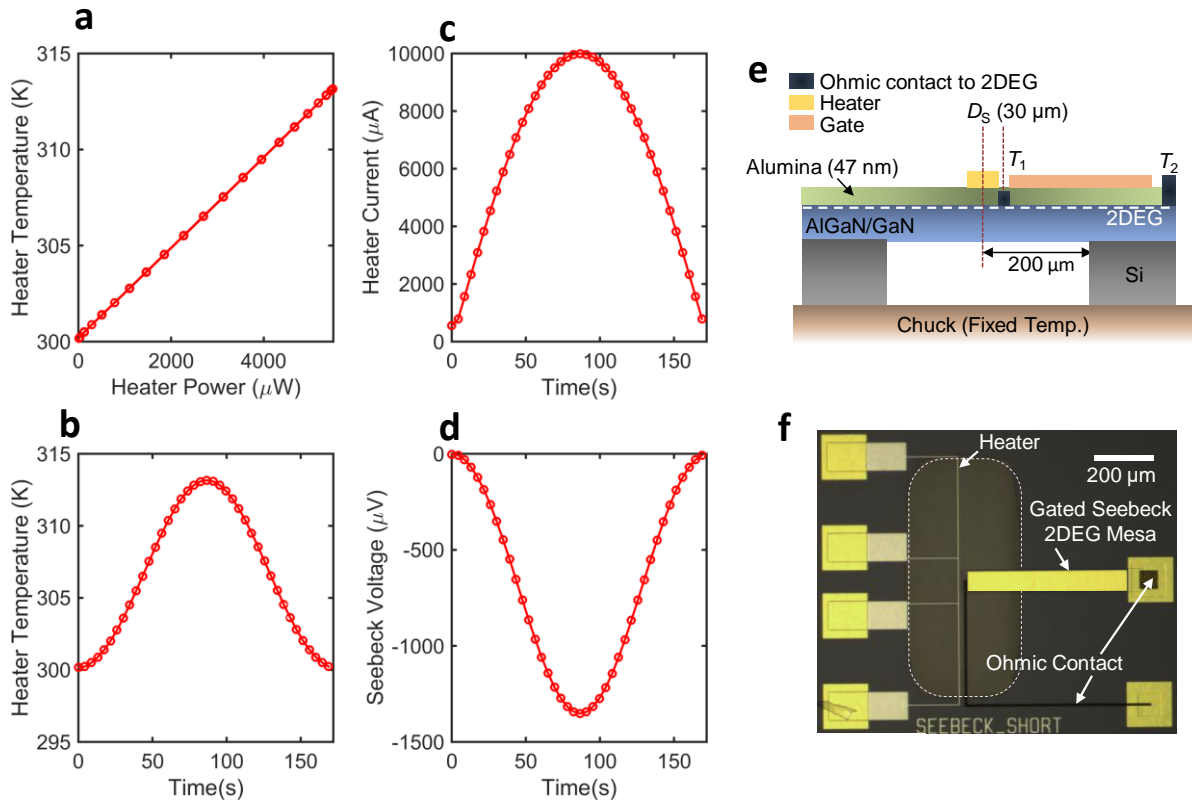 a
315
310
305
300
0
2000
4000
Heater Temperature (K)
Heater Power (μW)
c
10000
8000
6000
4000
2000
0
0
50
100
150
Heater Current (μA)
Time(s)
e
Ohmic contact to 2DEG
Heater
Gate
DS (30 μm)
T1
T2
Alumina (47 nm)
2DEG
AlGaN/GaN
200 μm
Si
Chuck (Fixed Temp.)
b
315
310
305
300
295
0
50
100
150
Heater Temperature (K)
Time(s)
d
0
-500
-1000
-1500
0
50
100
150
Seebeck Voltage (μV)
Time(s)
f
Heater
200 μm
Gated Seebeck
2DEG Mesa
Ohmic Contact
SEEBECK_SHORT